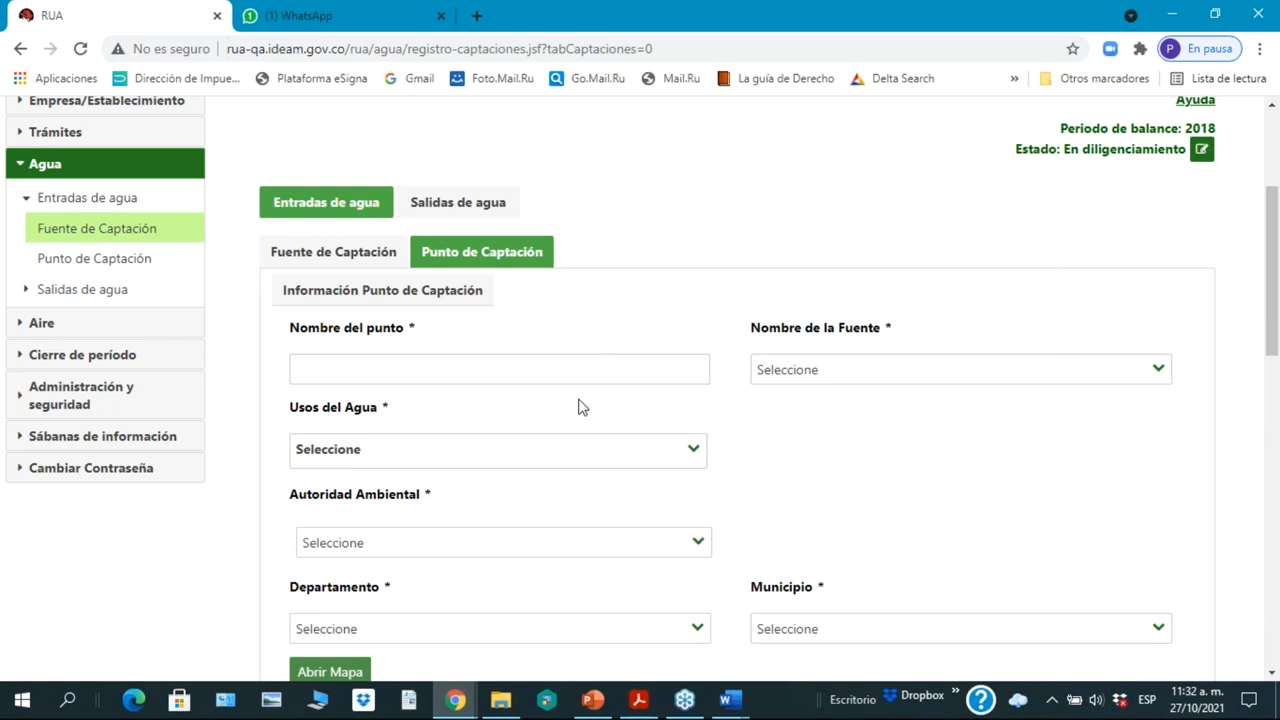 RUA
(1) WhatsApp
No es seguro
rua-qa.ideam.gov.co/rua/agua/registro-captaciones.jsf?tabCaptaciones=0
P En pausa
Aplicaciones
Dirección de Impue...
Plataforma eSigna
Gmail
Foto.Mail.Ru
Go.Mail.Ru
Mail.Ru
La guía de Derecho
Delta Search
»
Otros marcadores
Lista de lectura
Empresa/Establecimiento
Trámites
Agua
Entradas de agua
Fuente de Captación
Punto de Captación
Salidas de agua
Aire
Cierre de período
Administración y
seguridad
Sábanas de información
Cambiar Contraseña
Ayuda
Periodo de balance: 2018
Estado: En diligenciamiento
Entradas de agua
Salidas de agua
Fuente de Captación
Punto de Captación
Información Punto de Captación
Nombre del punto *
Nombre de la Fuente *
Seleccione
Usos del Agua *
Seleccione
Autoridad Ambiental *
Seleccione
Departamento *
Municipio *
Seleccione
Seleccione
Abrir Mapa
Escritorio
Dropbox
»
ESP
11:32 a. m.
27/10/2021